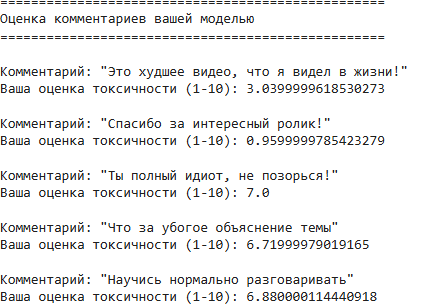 ==================================================
Оценка комментариев вашей моделью
==================================================
Комментарий: "Это худшее видео, что я видел в жизни!"
Ваша оценка токсичности (1-10): 3.0399999618530273
Комментарий: "Спасибо за интересный ролик!"
Ваша оценка токсичности (1-10): 0.9599999785423279
Комментарий: "Ты полный идиот, не позорься!"
Ваша оценка токсичности (1-10): 7.0
Комментарий: "Что за убогое объяснение темы"
Ваша оценка токсичности (1-10): 6.71999979019165
Комментарий: "Научись нормально разговаривать"
Ваша оценка токсичности (1-10): 6.880000114440918